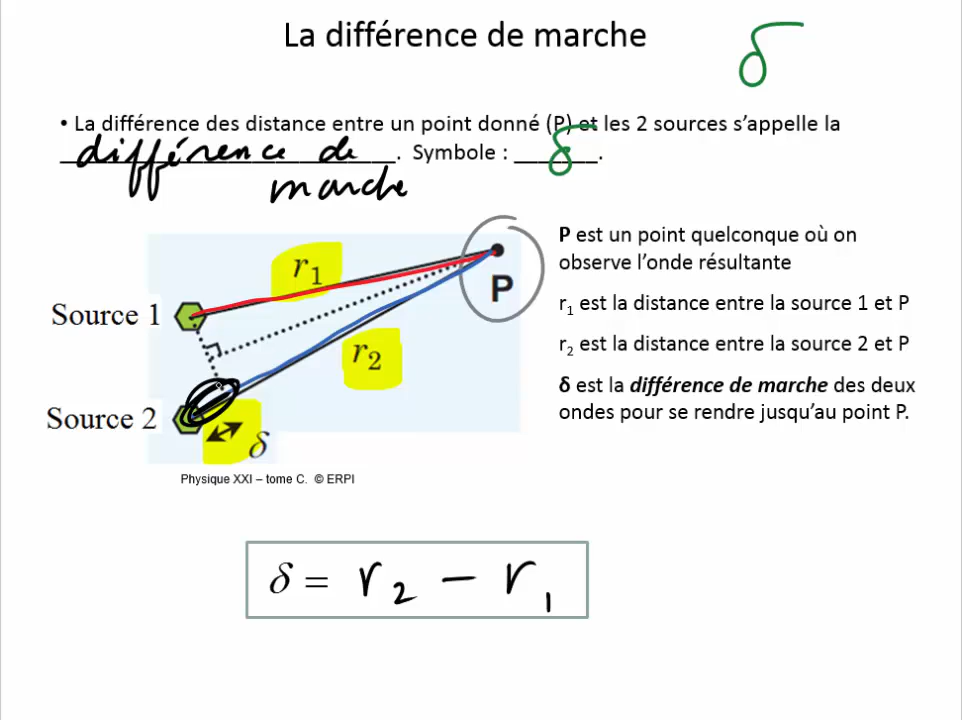 La différence de marche
δ
• La différence des distance entre un point donné (P) et les 2 sources s'appelle la
différence de marche. Symbole : δ.
r1
P
Source 1
r2
Source 2
δ
Physique XXI – tome C. © ERPI
P est un point quelconque où on
observe l'onde résultante
r1 est la distance entre la source 1 et P
r2 est la distance entre la source 2 et P
δ est la différence de marche des deux
ondes pour se rendre jusqu'au point P.
δ = r2 − r1